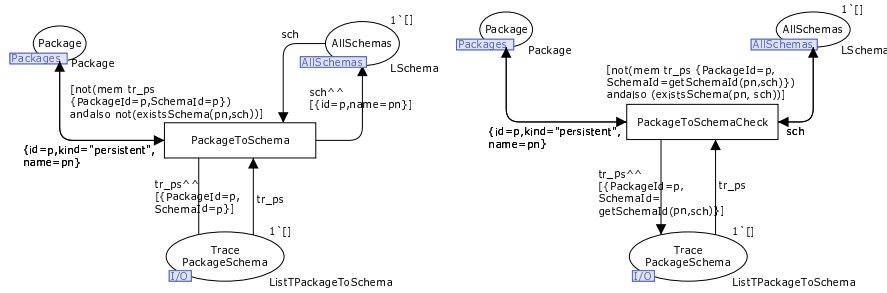 Package
Packages
Package
1`[]
AllSchemas
AllSchemas
LSchema
sch
[not(mem tr_ps
{PackageId=p,SchemaId=p})
andalso not(existsSchema(pn,sch))]
sch^^
[{id=p,name=pn}]
PackageToSchema
{id=p,kind="persistent",
name=pn}
tr_ps^^
[{PackageId=p,
SchemaId=p}]
tr_ps
1`[]
Trace
PackageSchema
I/O
ListTPackageToSchema
Package
Packages
Package
1`[]
AllSchemas
AllSchemas
LSchema
[not(mem tr_ps {PackageId=p,
SchemaId=getSchemaId(pn,sch)})
andalso (existsSchema(pn, sch))]
PackageToSchemaCheck
sch
{id=p,kind="persistent",
name=pn}
tr_ps^^
[{PackageId=p,
SchemaId=
getSchemaId(pn,sch)}]
tr_ps
1`[]
Trace
PackageSchema
I/O
ListTPackageToSchema